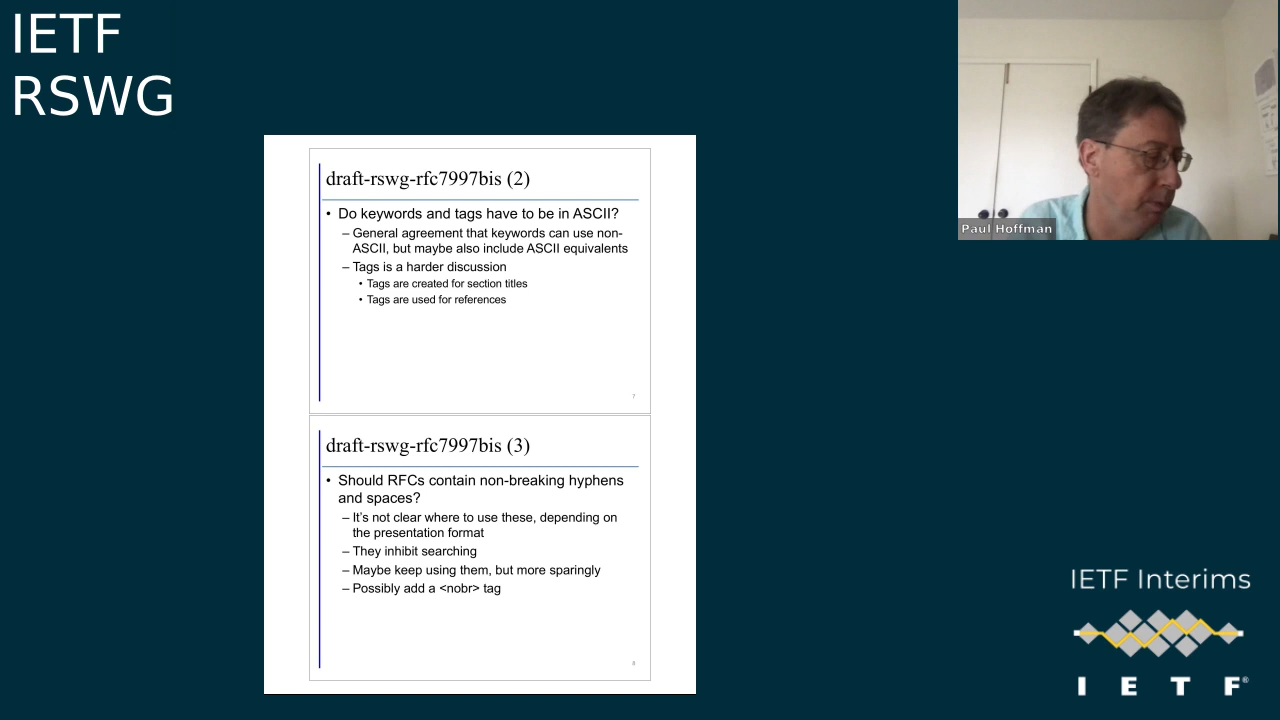 IETF
RSWG
Paul Hoffman
draft-rswg-rfc7997bis (2)
• Do keywords and tags have to be in ASCII?
– General agreement that keywords can use non-
ASCII, but maybe also include ASCII equivalents
– Tags is a harder discussion
• Tags are created for section titles
• Tags are used for references
7
draft-rswg-rfc7997bis (3)
• Should RFCs contain non-breaking hyphens
and spaces?
– It's not clear where to use these, depending on
the presentation format
– They inhibit searching
– Maybe keep using them, but more sparingly
– Possibly add a <nobr> tag
8
IETF Interims
I E T F®